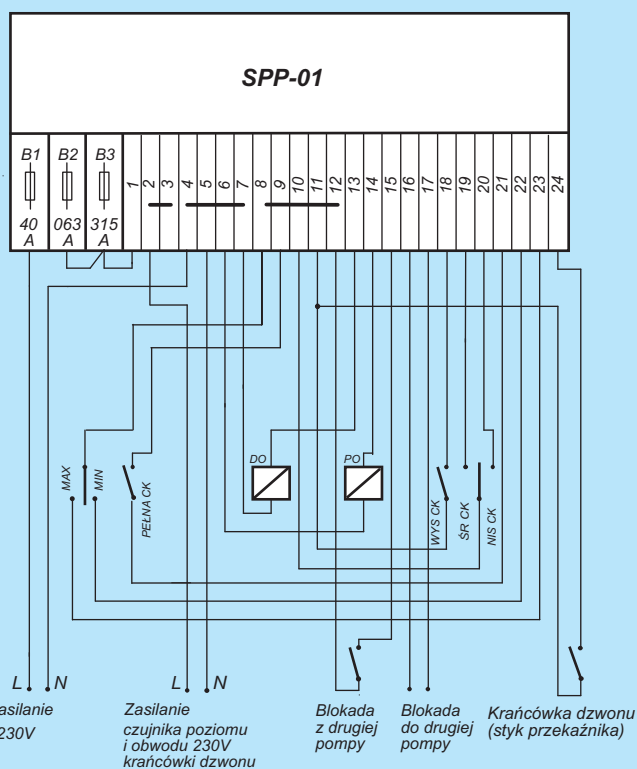 SPP-01
B1 B2 B3
40 A 063 A 315 A
1 2 3 4 5 6 7 8 9 10 11 12 13 14 15 16 17 18 19 20 21 22 23 24
DO PO
MAX MIN PEŁNA CK WYS CK ŚR CK NIS CK
L N L N
asilanie
230V
Zasilanie
czujnika poziomu
i obwodu 230V
krańcówki dzwonu
Blokada
z drugiej
pompy
Blokada
do drugiej
pompy
Krańcówka dzwonu
(styk przekaźnika)